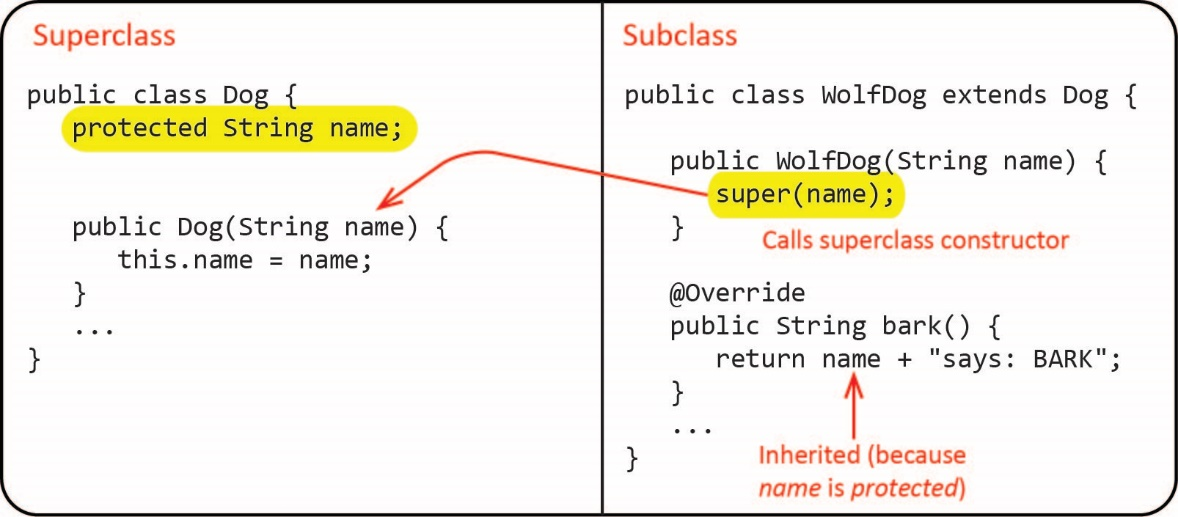 Superclass
public class Dog {
protected String name;
public Dog(String name) {
this.name = name;
}
...
}
Subclass
public class WolfDog extends Dog {
public WolfDog(String name) {
super(name);
}
Calls superclass constructor
@Override
public String bark() {
return name + "says: BARK";
}
...
}
Inherited (because
name is protected)